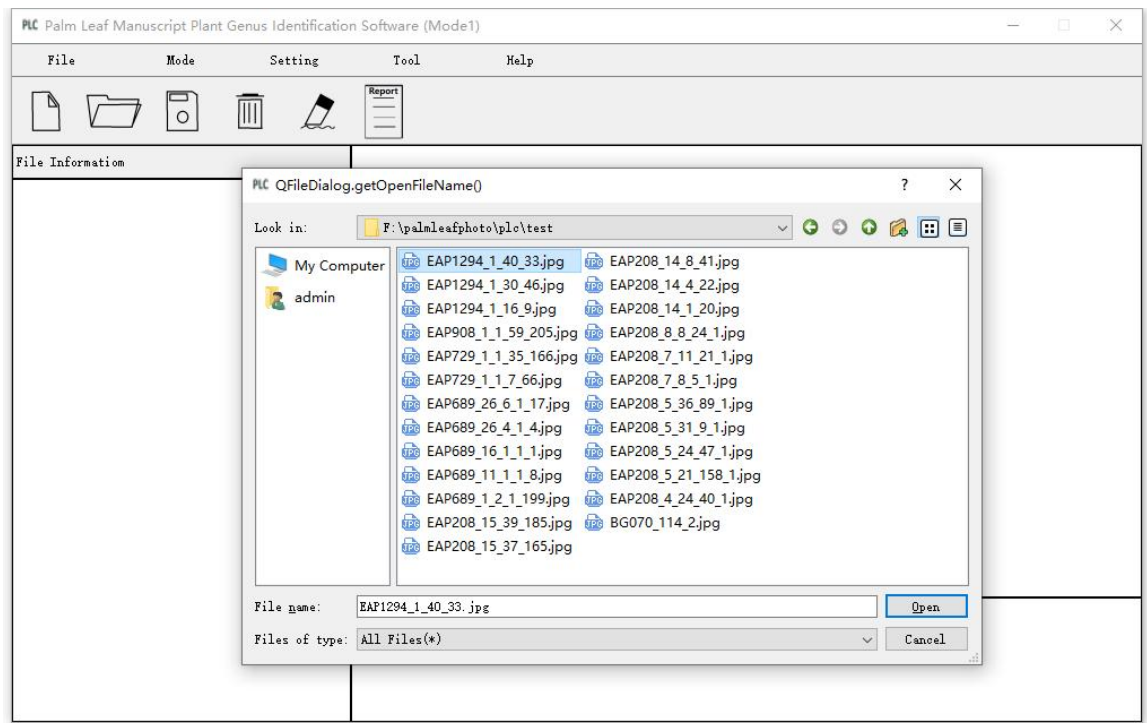 PLC Palm Leaf Manuscript Plant Genus Identification Software (Mode1)
File Mode Setting Tool Help
Report
File Information
PLC QFileDialog.getOpenFileName() ?
Look in: F:\palmleafphoto\plc\test
My Computer
admin
EAP1294_1_40_33.jpg
EAP1294_1_30_46.jpg
EAP1294_1_16_9.jpg
EAP908_1_1_59_205.jpg
EAP729_1_1_35_166.jpg
EAP729_1_1_7_66.jpg
EAP689_26_6_1_17.jpg
EAP689_26_4_1_4.jpg
EAP689_16_1_1_1.jpg
EAP689_11_1_1_8.jpg
EAP689_1_2_1_199.jpg
EAP208_15_39_185.jpg
EAP208_15_37_165.jpg
EAP208_14_8_41.jpg
EAP208_14_4_22.jpg
EAP208_14_1_20.jpg
EAP208_8_8_24_1.jpg
EAP208_7_11_21_1.jpg
EAP208_7_8_5_1.jpg
EAP208_5_36_89_1.jpg
EAP208_5_31_9_1.jpg
EAP208_5_24_47_1.jpg
EAP208_5_21_158_1.jpg
EAP208_4_24_40_1.jpg
BG070_114_2.jpg
File name: EAP1294_1_40_33.jpg Open
Files of type: All Files(*) Cancel